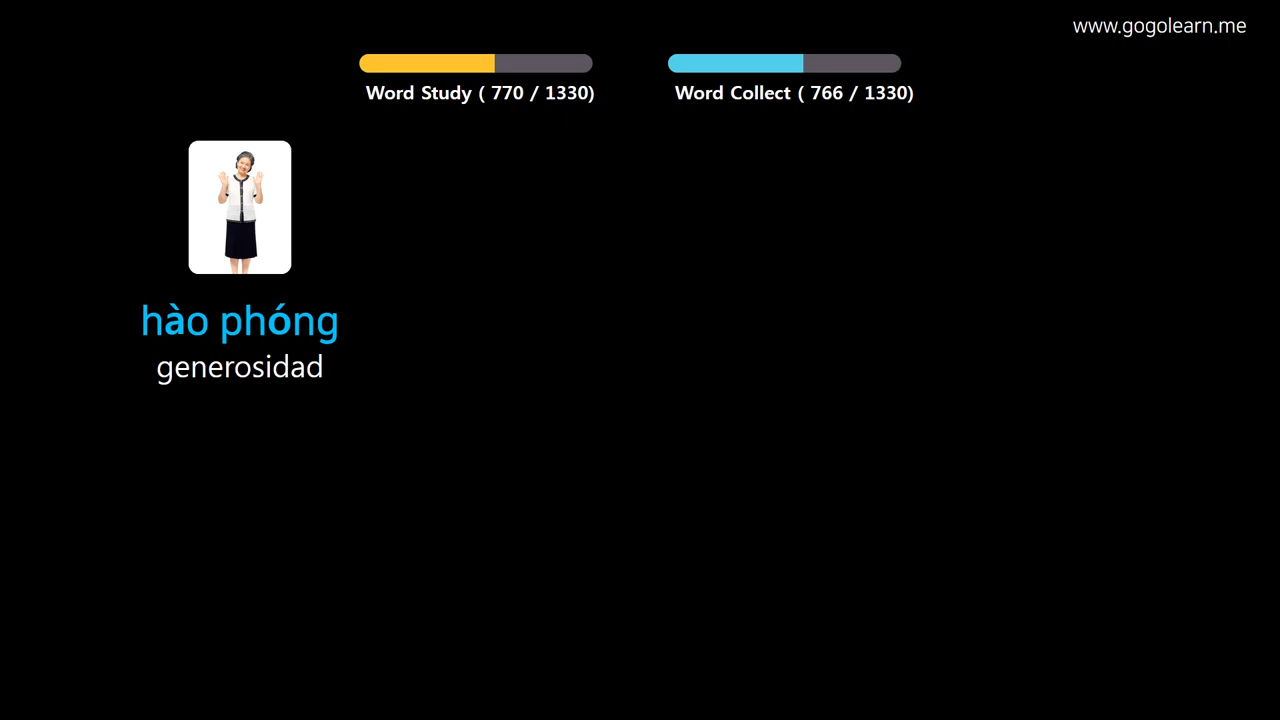 www.gogolearn.me
Word Study ( 770 / 1330)
Word Collect ( 766 / 1330)
hào phóng
generosidad